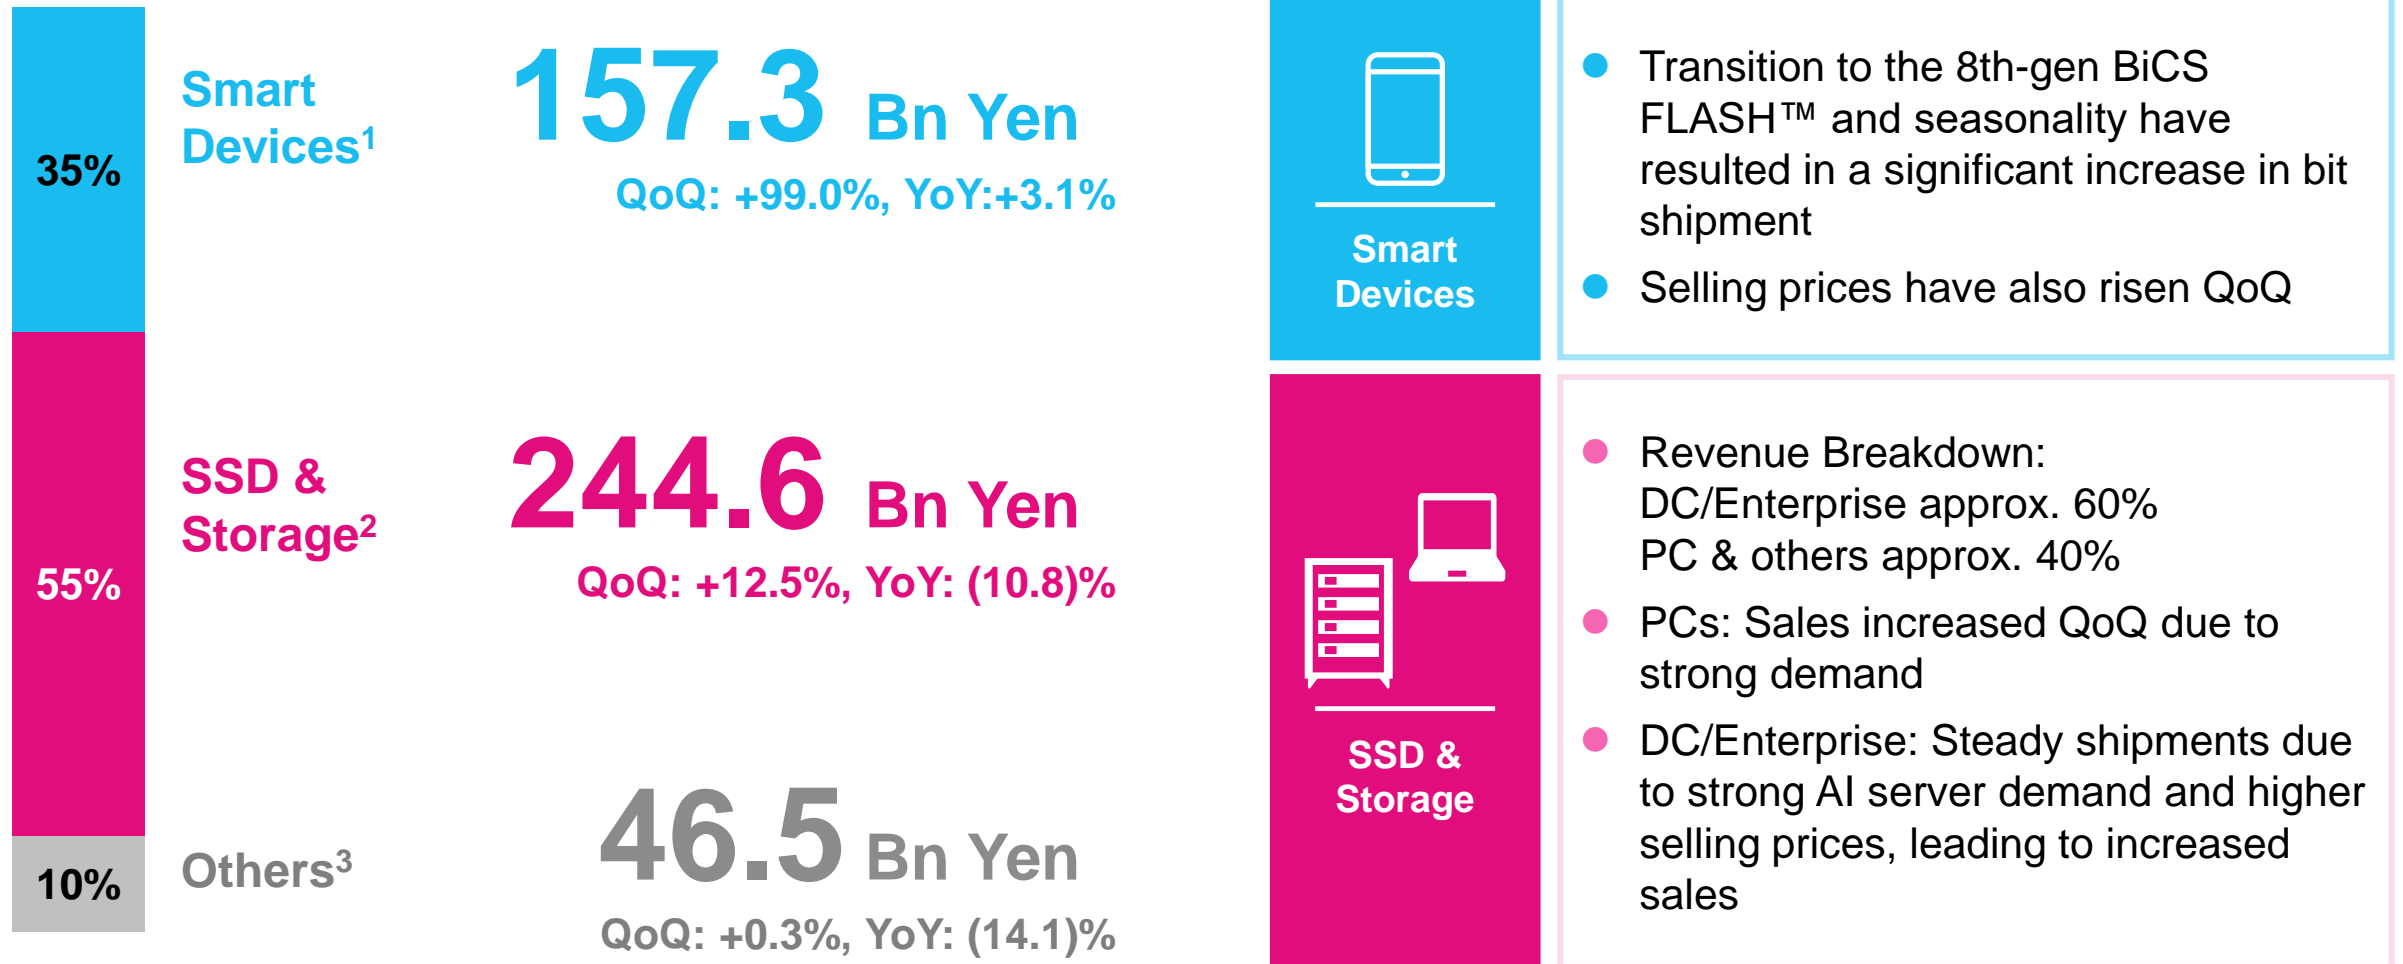 35%
Smart
Devices1
157.3 Bn Yen
QoQ: +99.0%, YoY:+3.1%
55%
SSD &
Storage2
244.6 Bn Yen
QoQ: +12.5%, YoY: (10.8)%
10%
Others3
46.5 Bn Yen
QoQ: +0.3%, YoY: (14.1)%
Smart
Devices
● Transition to the 8th-gen BiCS
FLASH™ and seasonality have
resulted in a significant increase in bit
shipment
● Selling prices have also risen QoQ
SSD &
Storage
● Revenue Breakdown:
DC/Enterprise approx. 60%
PC & others approx. 40%
● PCs: Sales increased QoQ due to
strong demand
● DC/Enterprise: Steady shipments due
to strong AI server demand and higher
selling prices, leading to increased
sales